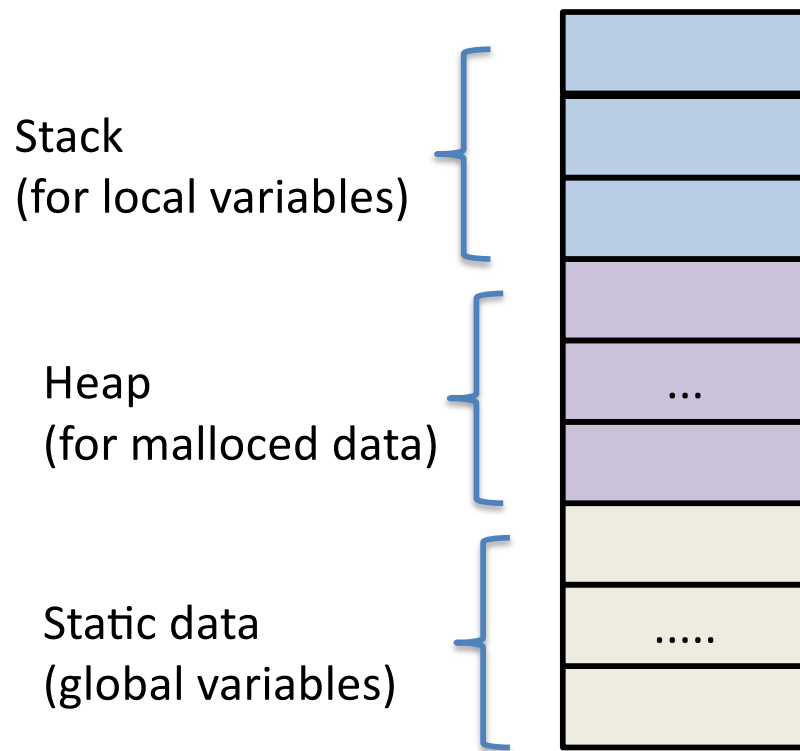 Stack
(for local variables)
Heap
(for malloced data)
...
Static data
(global variables)
.....